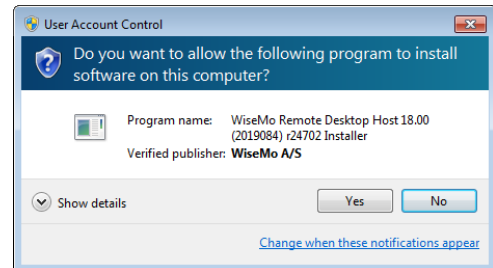 User Account Control
Do you want to allow the following program to install
software on this computer?
Program name: WiseMo Remote Desktop Host 18.00
(2019084) r24702 Installer
Verified publisher: WiseMo A/S
Show details
Yes
No
Change when these notifications appear